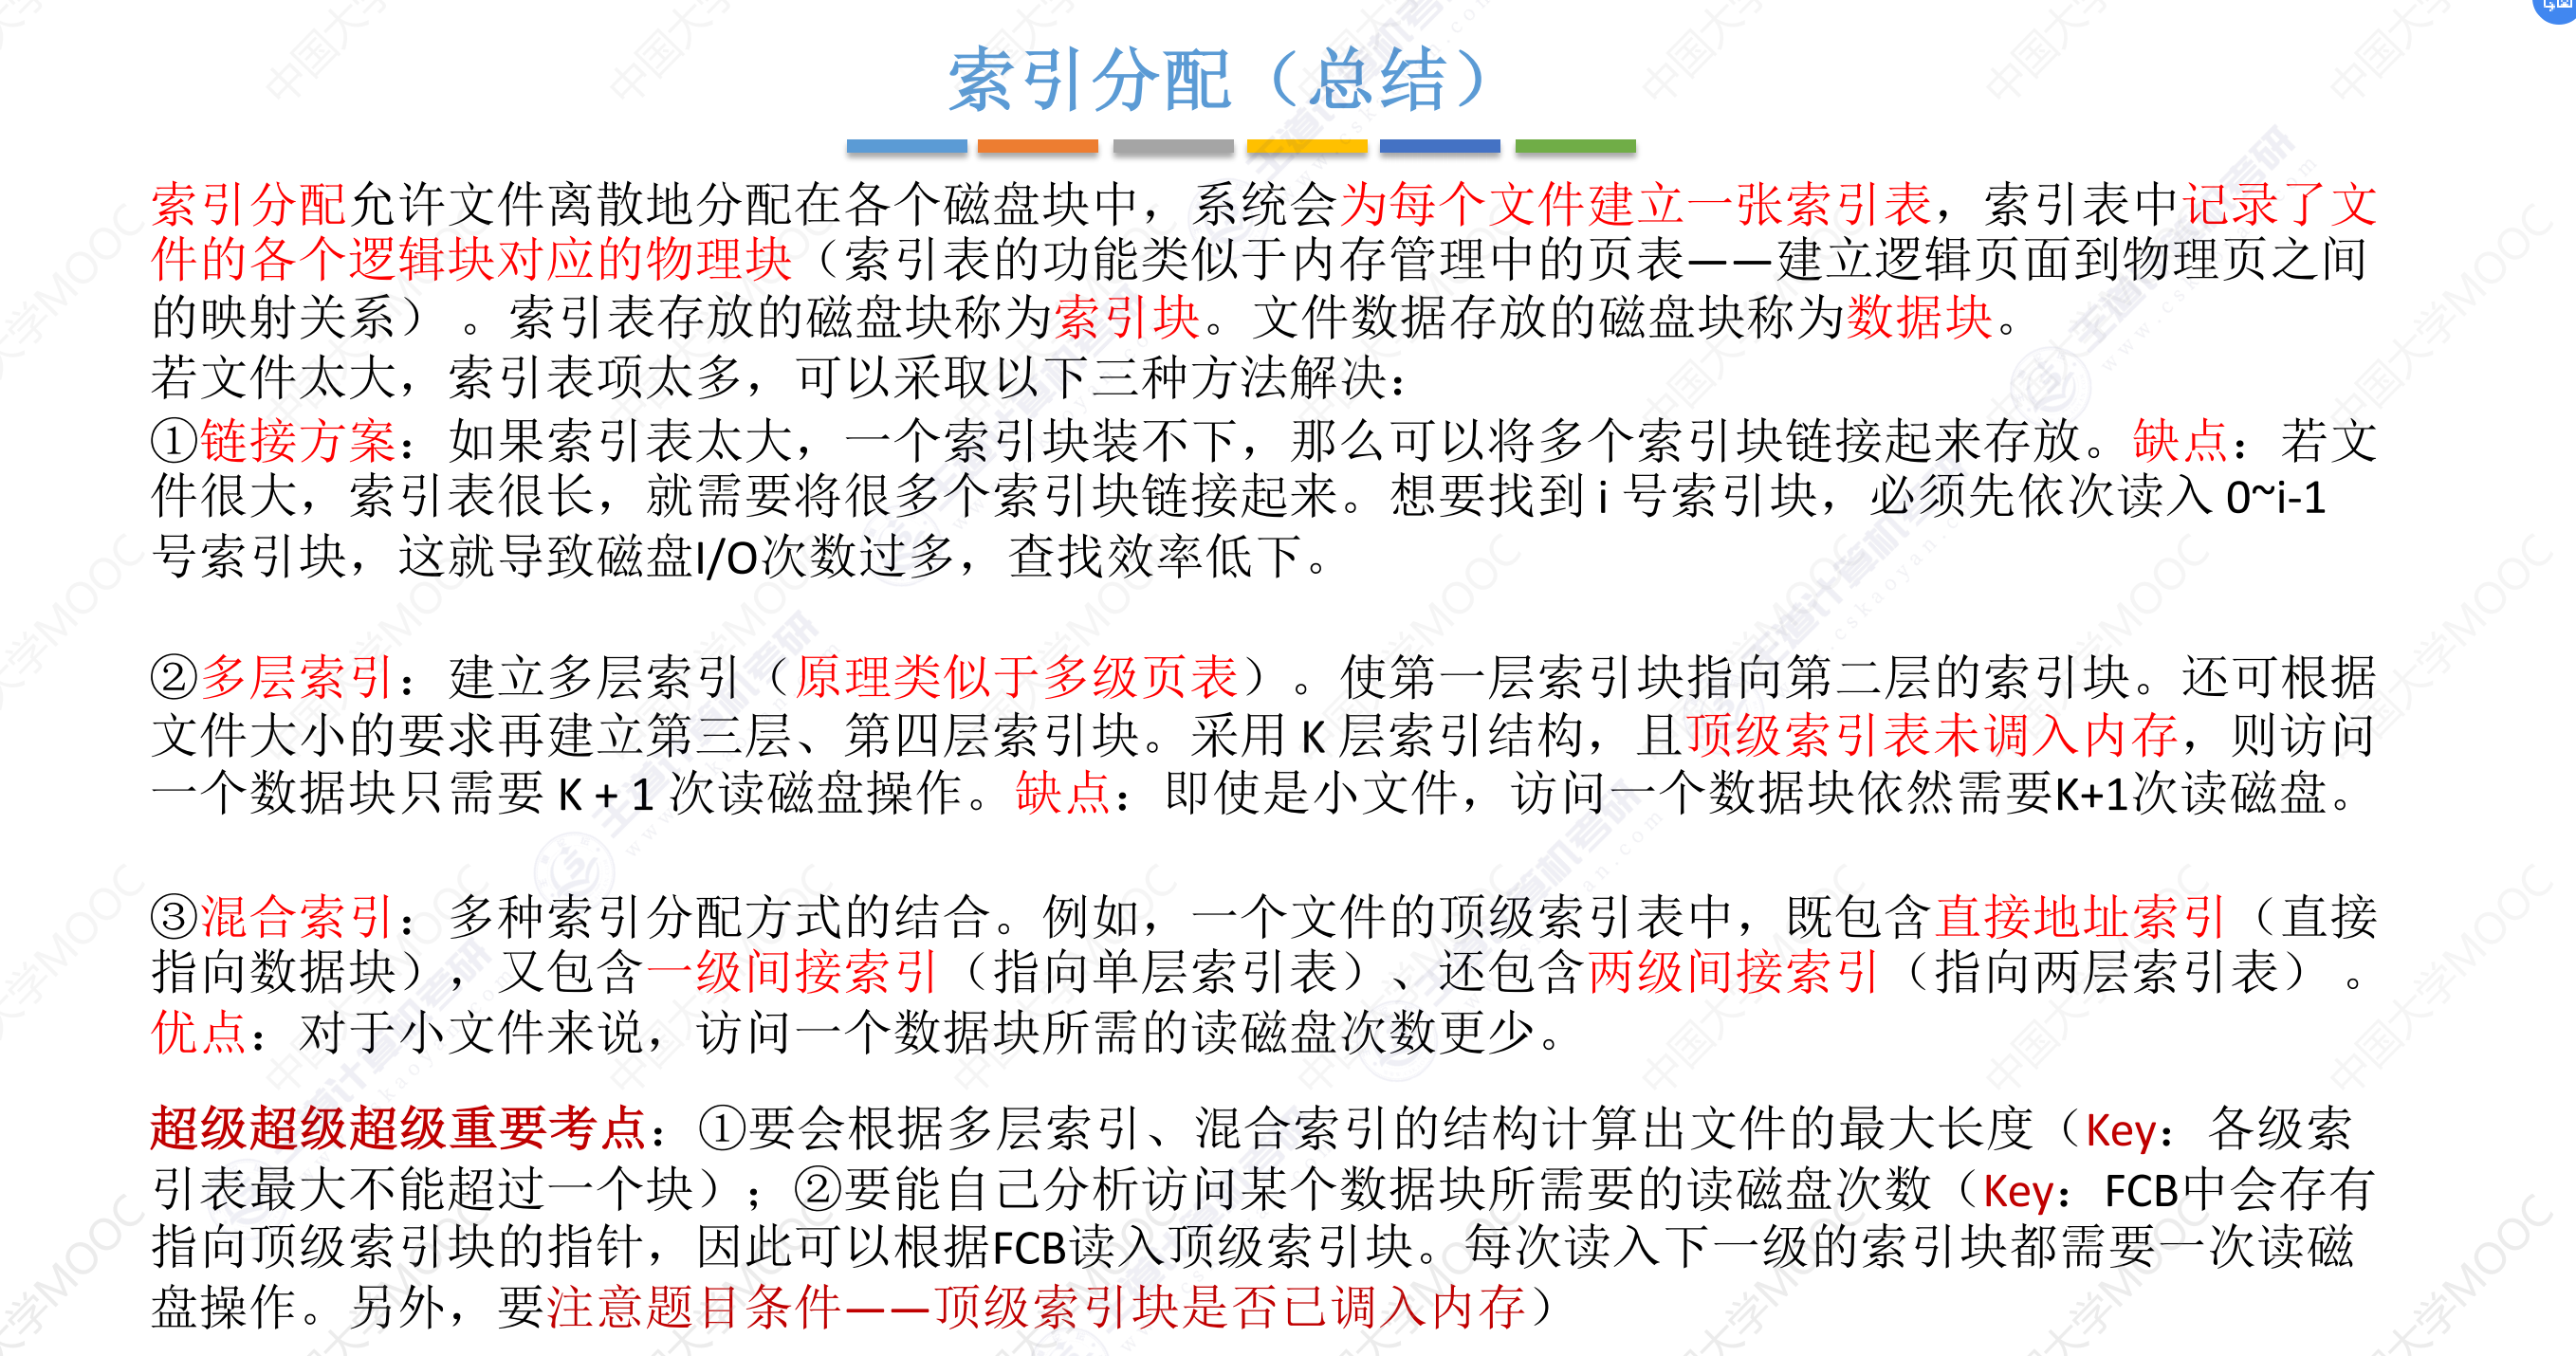 索引分配（总结）
索引分配允许文件离散地分配在各个磁盘块中，系统会为每个文件建立一张索引表，索引表中记录了文
件的各个逻辑块对应的物理块（索引表的功能类似于内存管理中的页表——建立逻辑页面到物理页之间
的映射关系）。索引表存放的磁盘块称为索引块。文件数据存放的磁盘块称为数据块。
若文件太大，索引表项太多，可以采取以下三种方法解决：
①链接方案：如果索引表太大，一个索引块装不下，那么可以将多个索引块链接起来存放。缺点：若文
件很大，索引表很长，就需要将很多个索引块链接起来。想要找到 i 号索引块，必须先依次读入 0~i-1
号索引块，这就导致磁盘I/O次数过多，查找效率低下。
②多层索引：建立多层索引（原理类似于多级页表）。使第一层索引块指向第二层的索引块。还可根据
文件大小的要求再建立第三层、第四层索引块。采用 K 层索引结构，且顶级索引表未调入内存，则访问
一个数据块只需要 K + 1 次读磁盘操作。缺点：即使是小文件，访问一个数据块依然需要K+1次读磁盘。
③混合索引：多种索引分配方式的结合。例如，一个文件的顶级索引表中，既包含直接地址索引（直接
指向数据块），又包含一级间接索引（指向单层索引表）、还包含两级间接索引（指向两层索引表）。
优点：对于小文件来说，访问一个数据块所需的读磁盘次数更少。
超级超级超级重要考点：①要会根据多层索引、混合索引的结构计算出文件的最大长度（Key：各级索
引表最大不能超过一个块）；②要能自己分析访问某个数据块所需要的读磁盘次数（Key：FCB中会存有
指向顶级索引块的指针，因此可以根据FCB读入顶级索引块。每次读入下一级的索引块都需要一次读磁
盘操作。另外，要注意题目条件——顶级索引块是否已调入内存）